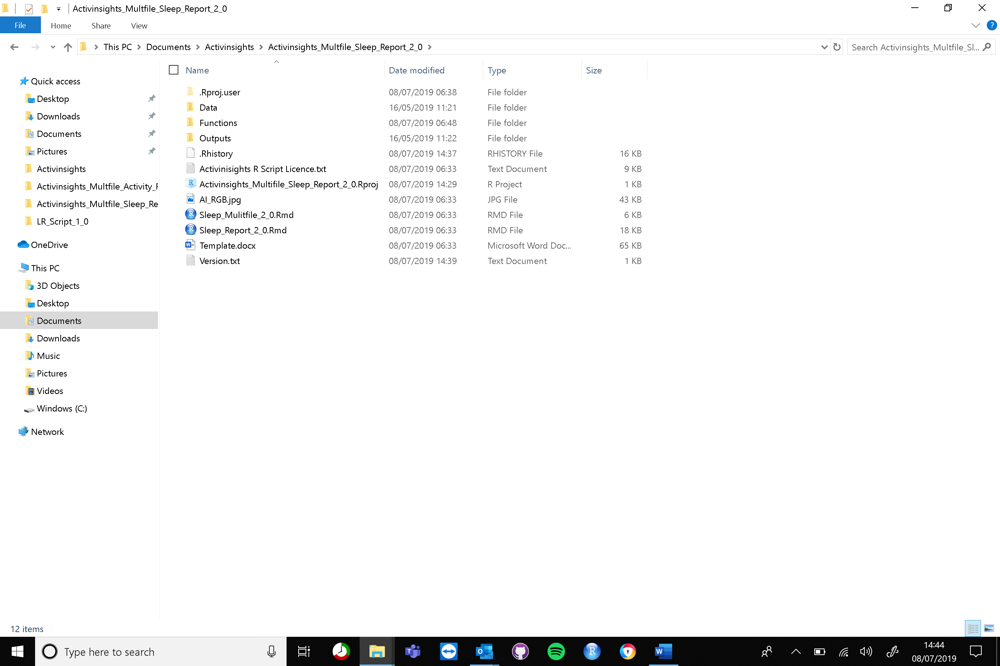 Activinsights_Multfile_Sleep_Report_2_0
File Home Share View
This PC Documents Activinsights Activinsights_Multfile_Sleep_Report_2_0 Search Activinsights_Multfile_Sl...
Name Date modified Type Size
Quick access
Desktop
Downloads
Documents
Pictures
Activinsights
Activinsights_Multfile_Activity_F
Activinsights_Multfile_Sleep_Re
LR_Script_1_0
OneDrive
This PC
3D Objects
Desktop
Documents
Downloads
Music
Pictures
Videos
Windows (C:)
Network
.Rproj.user 08/07/2019 06:38 File folder
Data 16/05/2019 11:21 File folder
Functions 08/07/2019 06:48 File folder
Outputs 16/05/2019 11:22 File folder
.Rhistory 08/07/2019 14:37 RHISTORY File 16 KB
Activinisights R Script Licence.txt 08/07/2019 06:33 Text Document 9 KB
Activinsights_Multifile_Sleep_Report_2_0.Rproj 08/07/2019 14:29 R Project 1 KB
AI_RGB.jpg 08/07/2019 06:33 JPG File 43 KB
Sleep_Mulitfile_2_0.Rmd 08/07/2019 06:33 RMD File 6 KB
Sleep_Report_2_0.Rmd 08/07/2019 06:33 RMD File 18 KB
Template.docx 08/07/2019 06:33 Microsoft Word Doc... 65 KB
Version.txt 08/07/2019 14:39 Text Document 1 KB
12 items
Type here to search
14:44
08/07/2019